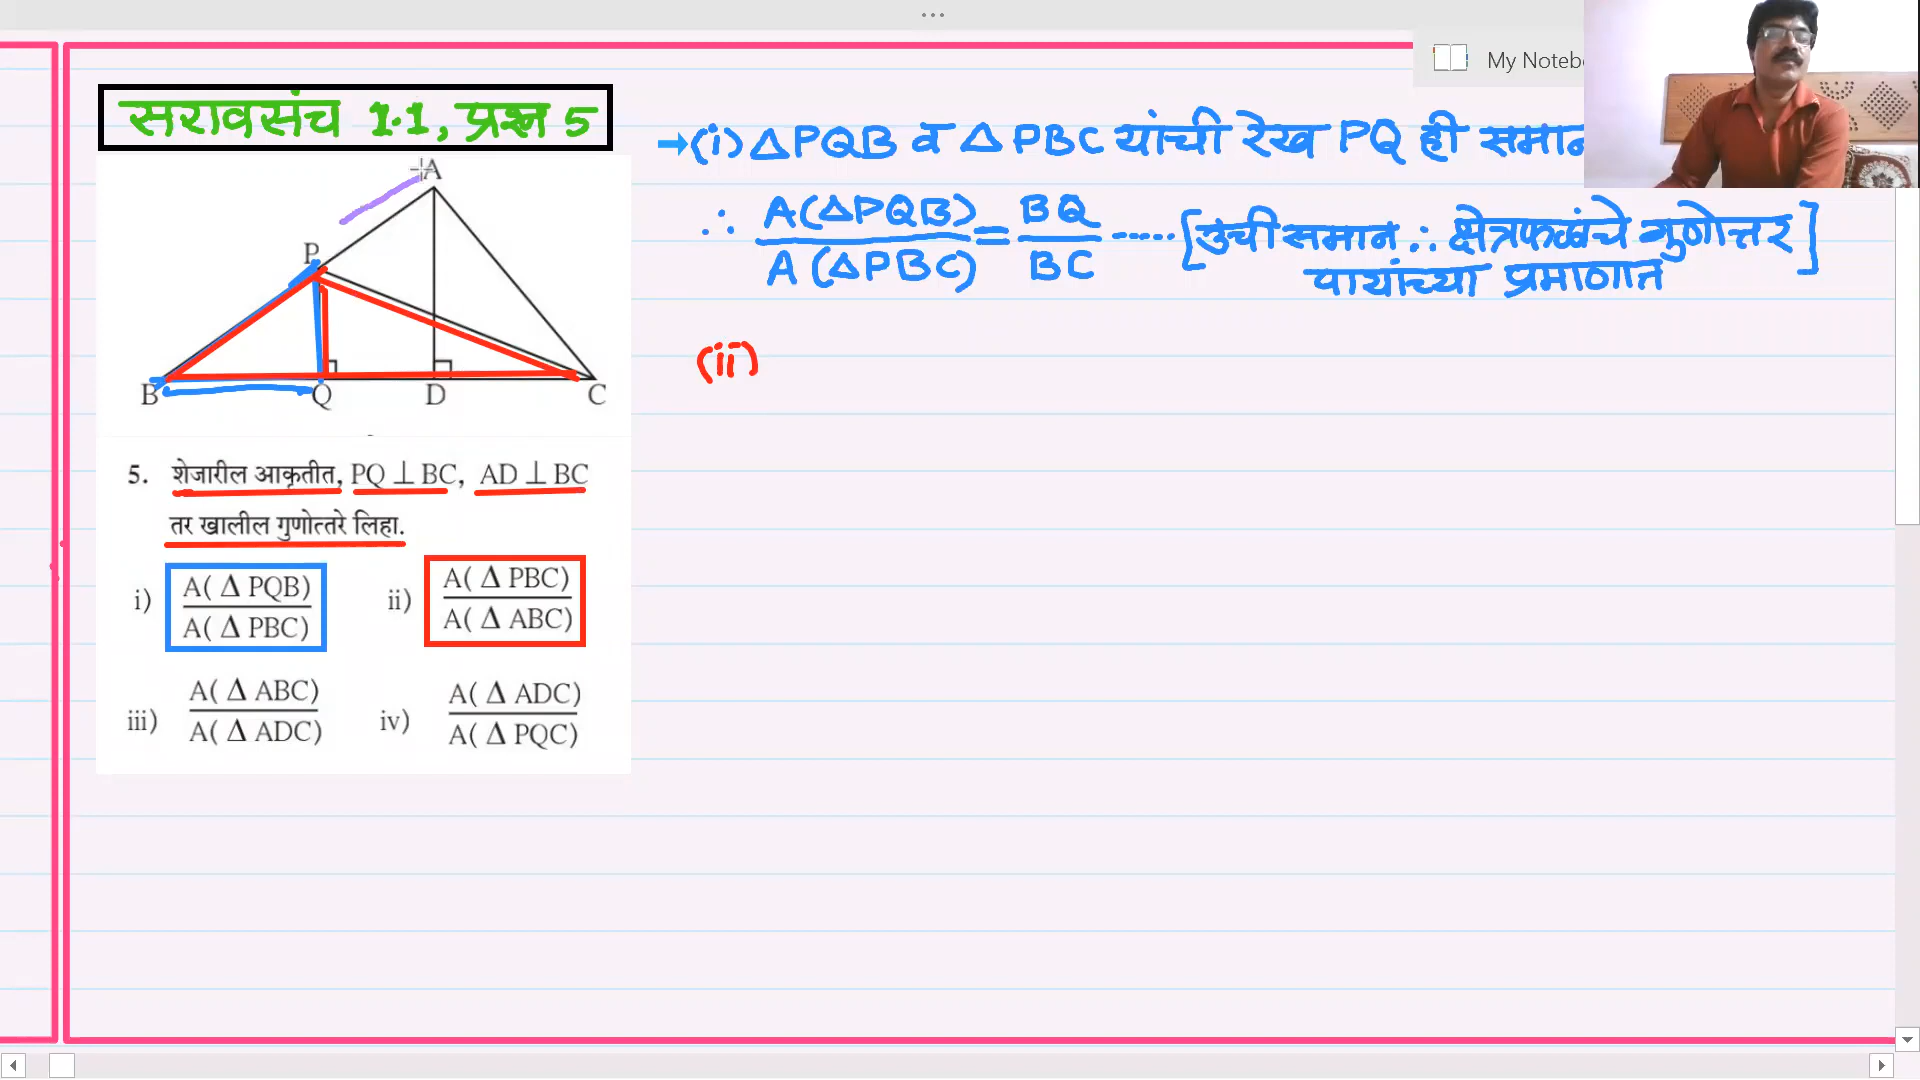 My Noteb
सरावसंच 1.1, प्रश्न 5
A
P
B
Q
D
C
5. शेजारील आकृतीत, PQ ⊥ BC, AD ⊥ BC
तर खालील गुणोत्तरे लिहा.
i) A( Δ PQB) / A( Δ PBC)
ii) A( Δ PBC) / A( Δ ABC)
iii) A( Δ ABC) / A( Δ ADC)
iv) A( Δ ADC) / A( Δ PQC)
→(i) Δ PQB व Δ PBC यांची रेख PQ ही समान
∴ A(ΔPQB) / A(ΔPBC) = BQ / BC ..... [उंची समान ∴ क्षेत्रफळांचे गुणोत्तर]
पायांच्या प्रमाणात
(ii)